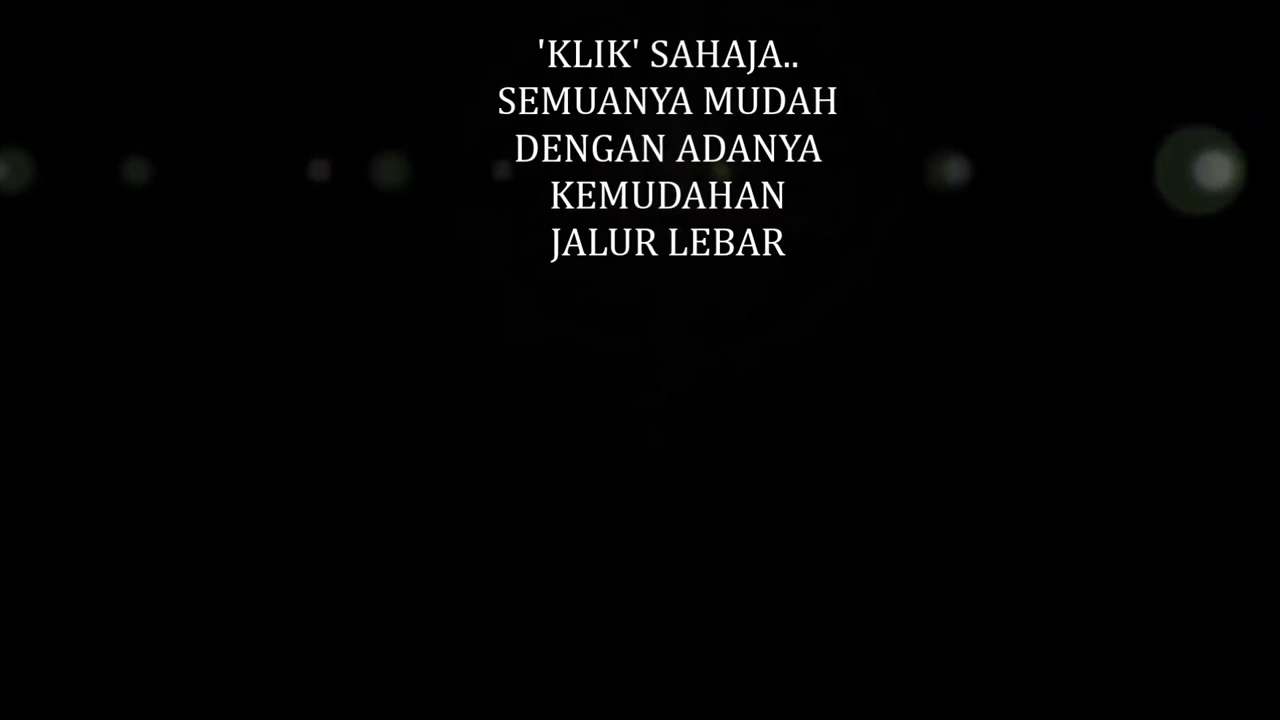 'KLIK' SAHAJA..
SEMUANYA MUDAH
DENGAN ADANYA
KEMUDAHAN
JALUR LEBAR